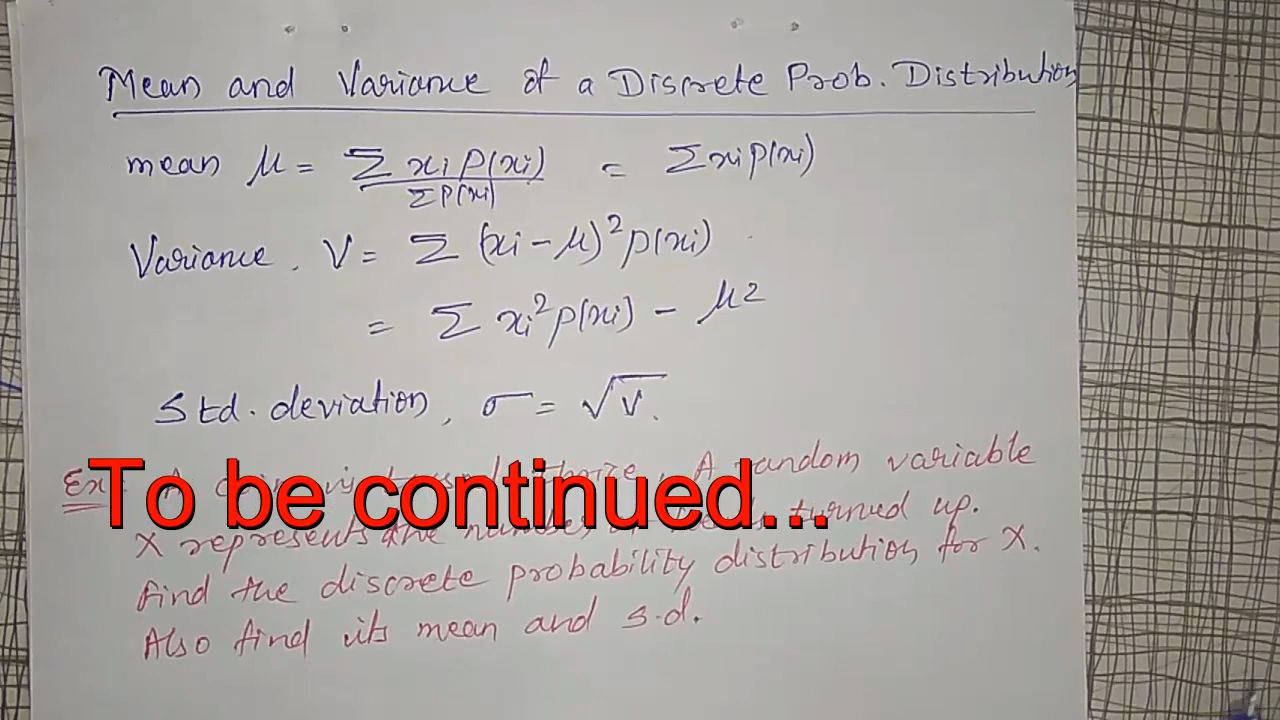 Mean and Variance of a Discrete Prob. Distribution
mean μ = Σ xi P(xi) / Σ P(xi) = Σ xi p(xi)
Variance, V = Σ (xi - μ)² p(xi)
= Σ xi² p(xi) - μ²
Std. deviation, σ = √V.
To be continued...
Ex: A random variable
X represents the number turned up.
find the discrete probability distribution for X.
Also find its mean and s.d.